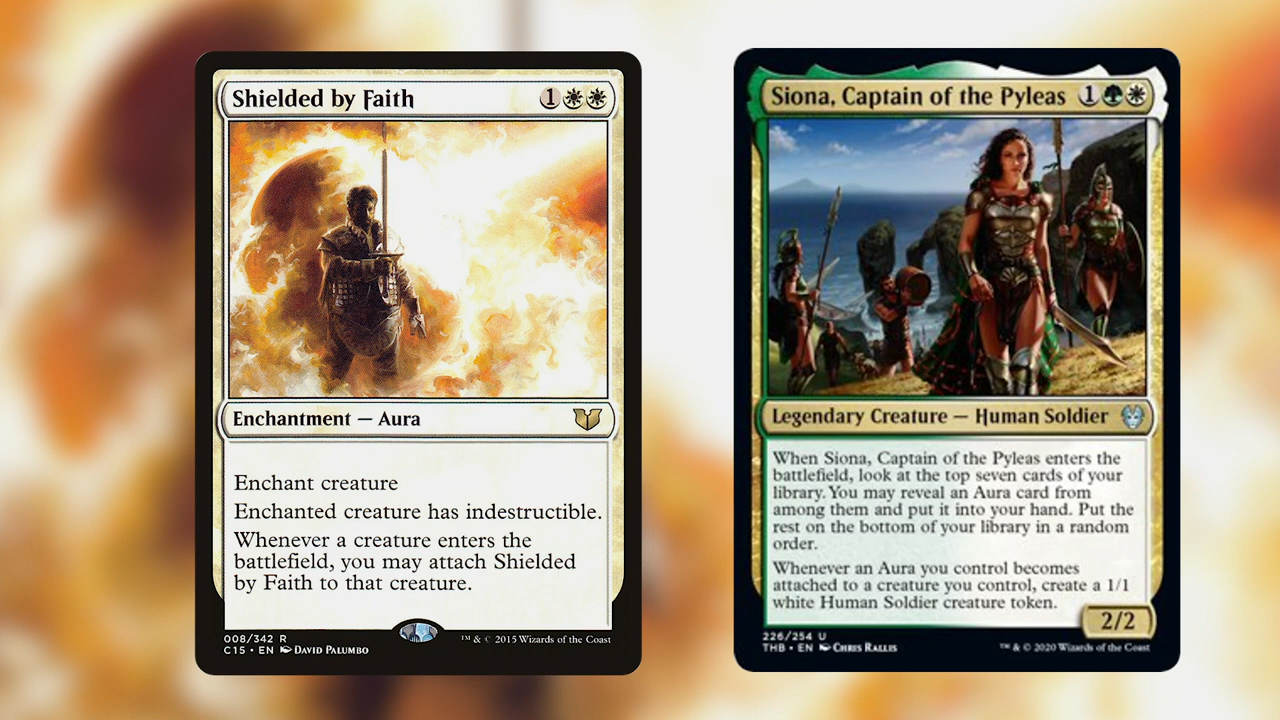 Shielded by Faith 1
Enchantment — Aura
Enchant creature
Enchanted creature has indestructible.
Whenever a creature enters the
battlefield, you may attach Shielded
by Faith to that creature.
008/342 R
C15 • EN DAVID PALUMBO
™ & © 2015 Wizards of the Coast
Siona, Captain of the Pyleas 1
Legendary Creature — Human Soldier
When Siona, Captain of the Pyleas enters the
battlefield, look at the top seven cards of your
library. You may reveal an Aura card from
among them and put it into your hand. Put the
rest on the bottom of your library in a random
order.
Whenever an Aura you control becomes
attached to a creature you control, create a 1/1
white Human Soldier creature token.
2/2
226/254 U
THB • EN CHRIS RALLIS
™ & © 2020 Wizards of the Coast